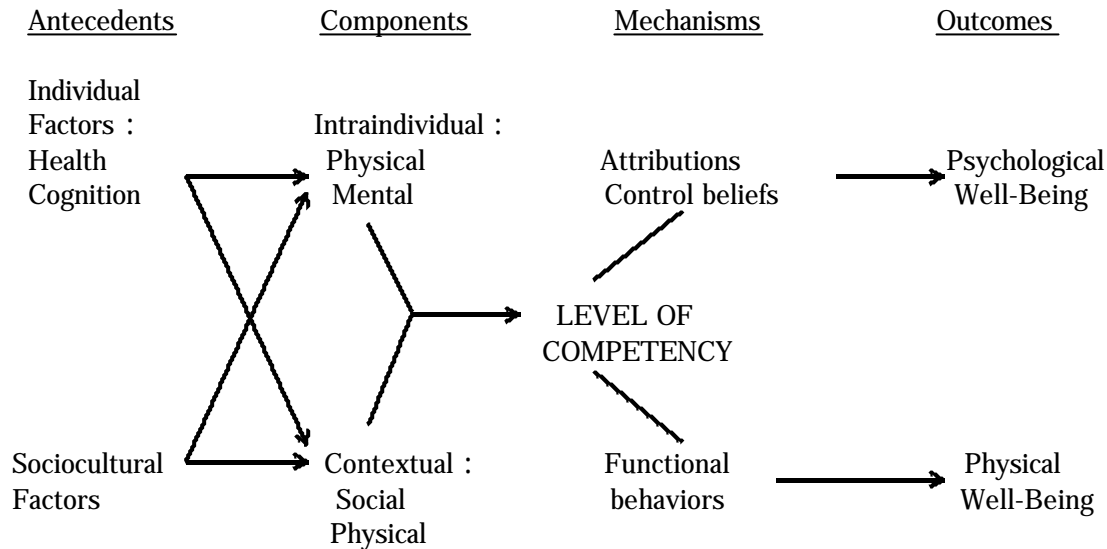 Antecedents Components Mechanisms Outcomes
Individual
Factors :
Health
Cognition
Intraindividual :
Physical
Mental
Attributions
Control beliefs
Psychological
Well-Being
LEVEL OF
COMPETENCY
Sociocultural
Factors
Contextual :
Social
Physical
Functional
behaviors
Physical
Well-Being